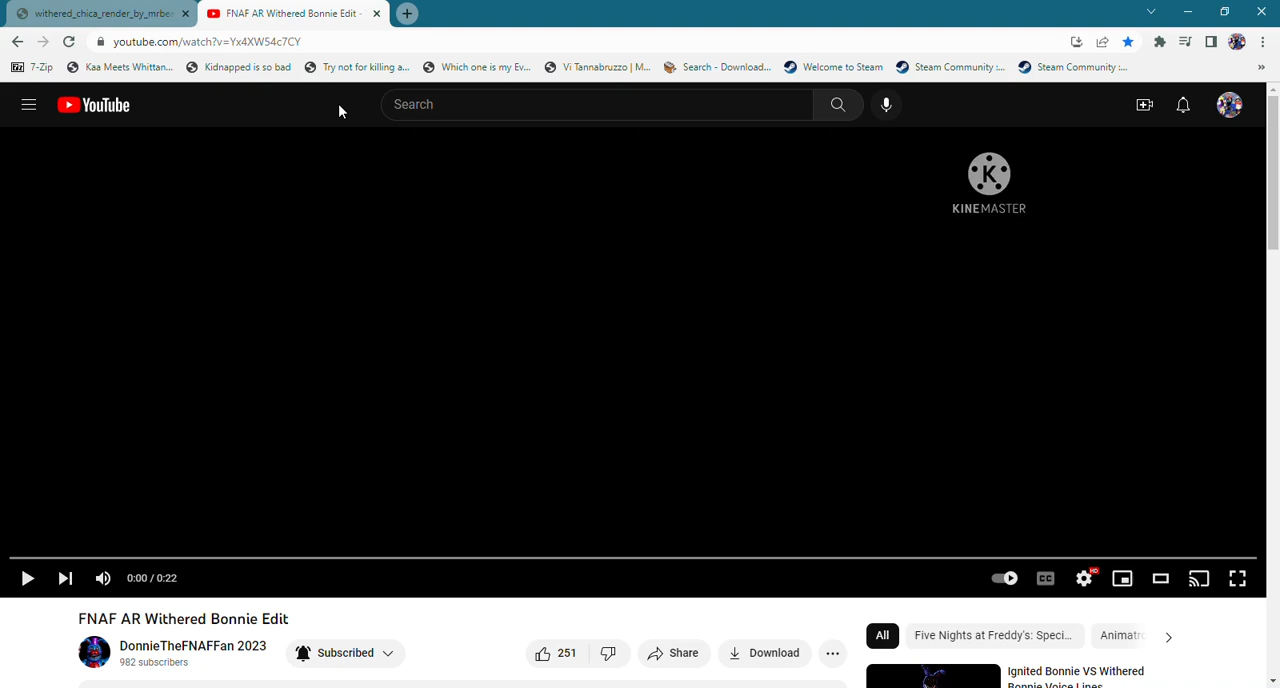 withered_chica_render_by_mrbea
FNAF AR Withered Bonnie Edit -
youtube.com/watch?v=Yx4XW54c7CY
7-Zip
Kaa Meets Whittan...
Kidnapped is so bad
Try not for killing a...
Which one is my Ev...
Vi Tannabruzzo | M...
Search - Download...
Welcome to Steam
Steam Community :...
Steam Community :...
YouTube
Search
K
KINEMASTER
0:00 / 0:22
CC
HD
FNAF AR Withered Bonnie Edit
DonnieTheFNAFFan 2023
982 subscribers
Subscribed
251
Share
Download
All
Five Nights at Freddy's: Speci...
Animatr
Ignited Bonnie VS Withered
Bonnie Voice Lines